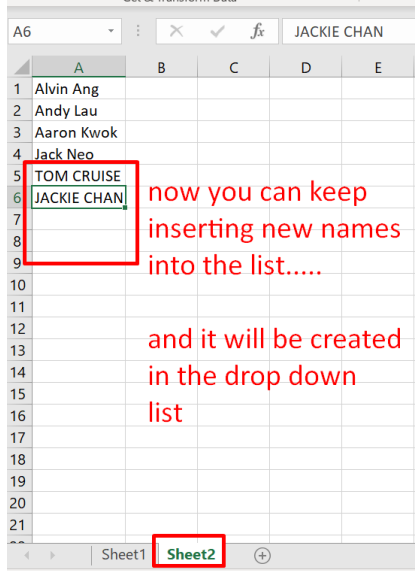 A6 fx JACKIE CHAN
A B C D E
1 Alvin Ang
2 Andy Lau
3 Aaron Kwok
4 Jack Neo
5 TOM CRUISE
6 JACKIE CHAN
7
8
9
10
11
12
13
14
15
16
17
18
19
20
21
now you can keep
inserting new names
into the list.....
and it will be created
in the drop down
list
Sheet1 Sheet2